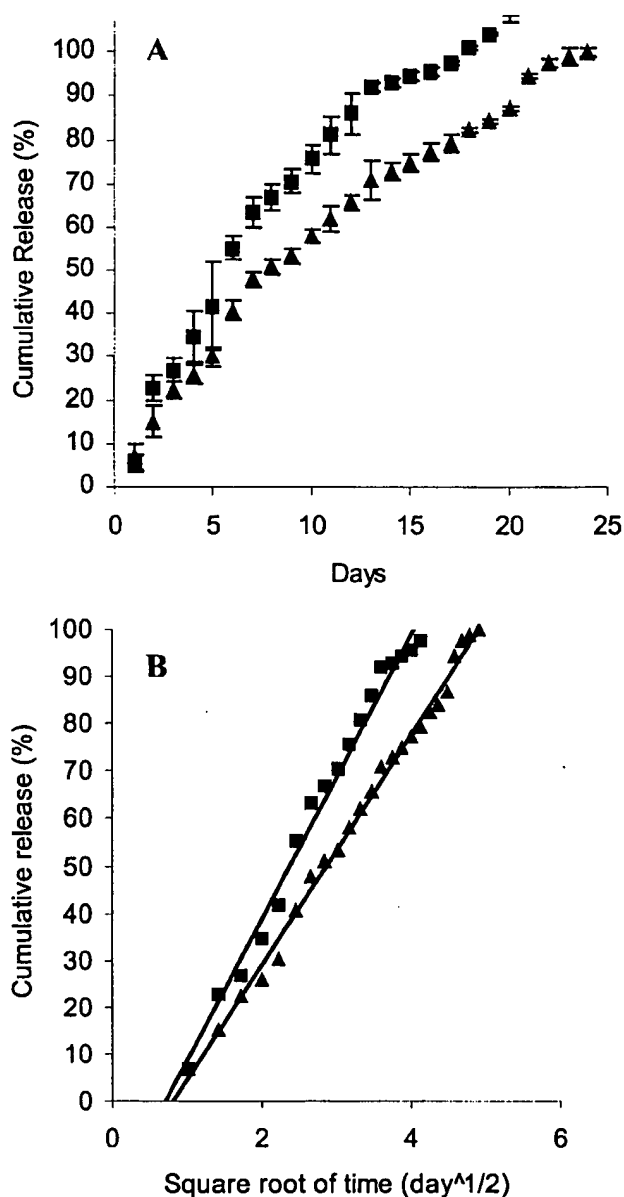 A
Cumulative Release (%)
100
90
80
70
60
50
40
30
20
10
0
0 5 10 15 20 25
Days
B
Cumulative release (%)
100
90
80
70
60
50
40
30
20
10
0
0 2 4 6
Square root of time (day^1/2)